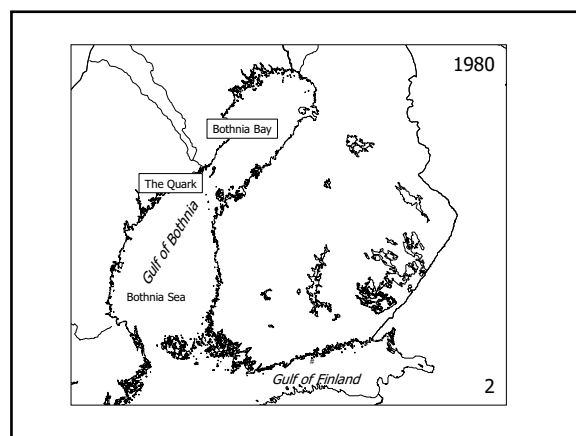 1980
Bothnia Bay
The Quark
Gulf of Bothnia
Bothnia Sea
Gulf of Finland
2